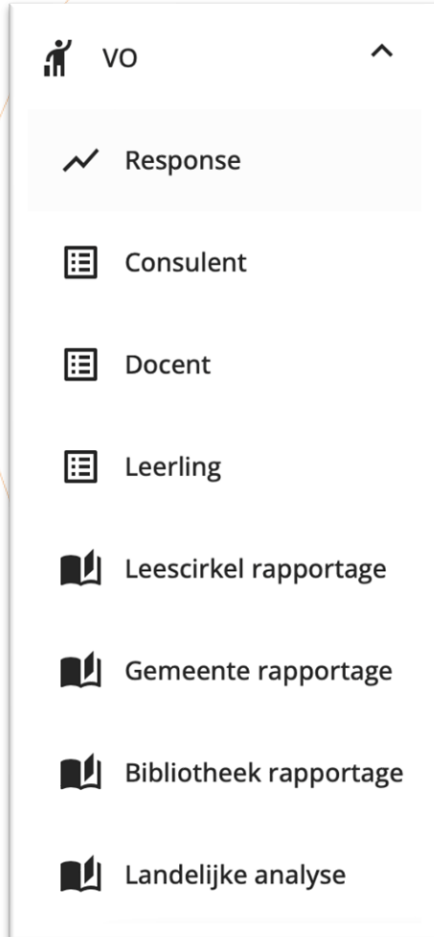 VO
Response
Consulent
Docent
Leerling
Leescirkel rapportage
Gemeente rapportage
Bibliotheek rapportage
Landelijke analyse